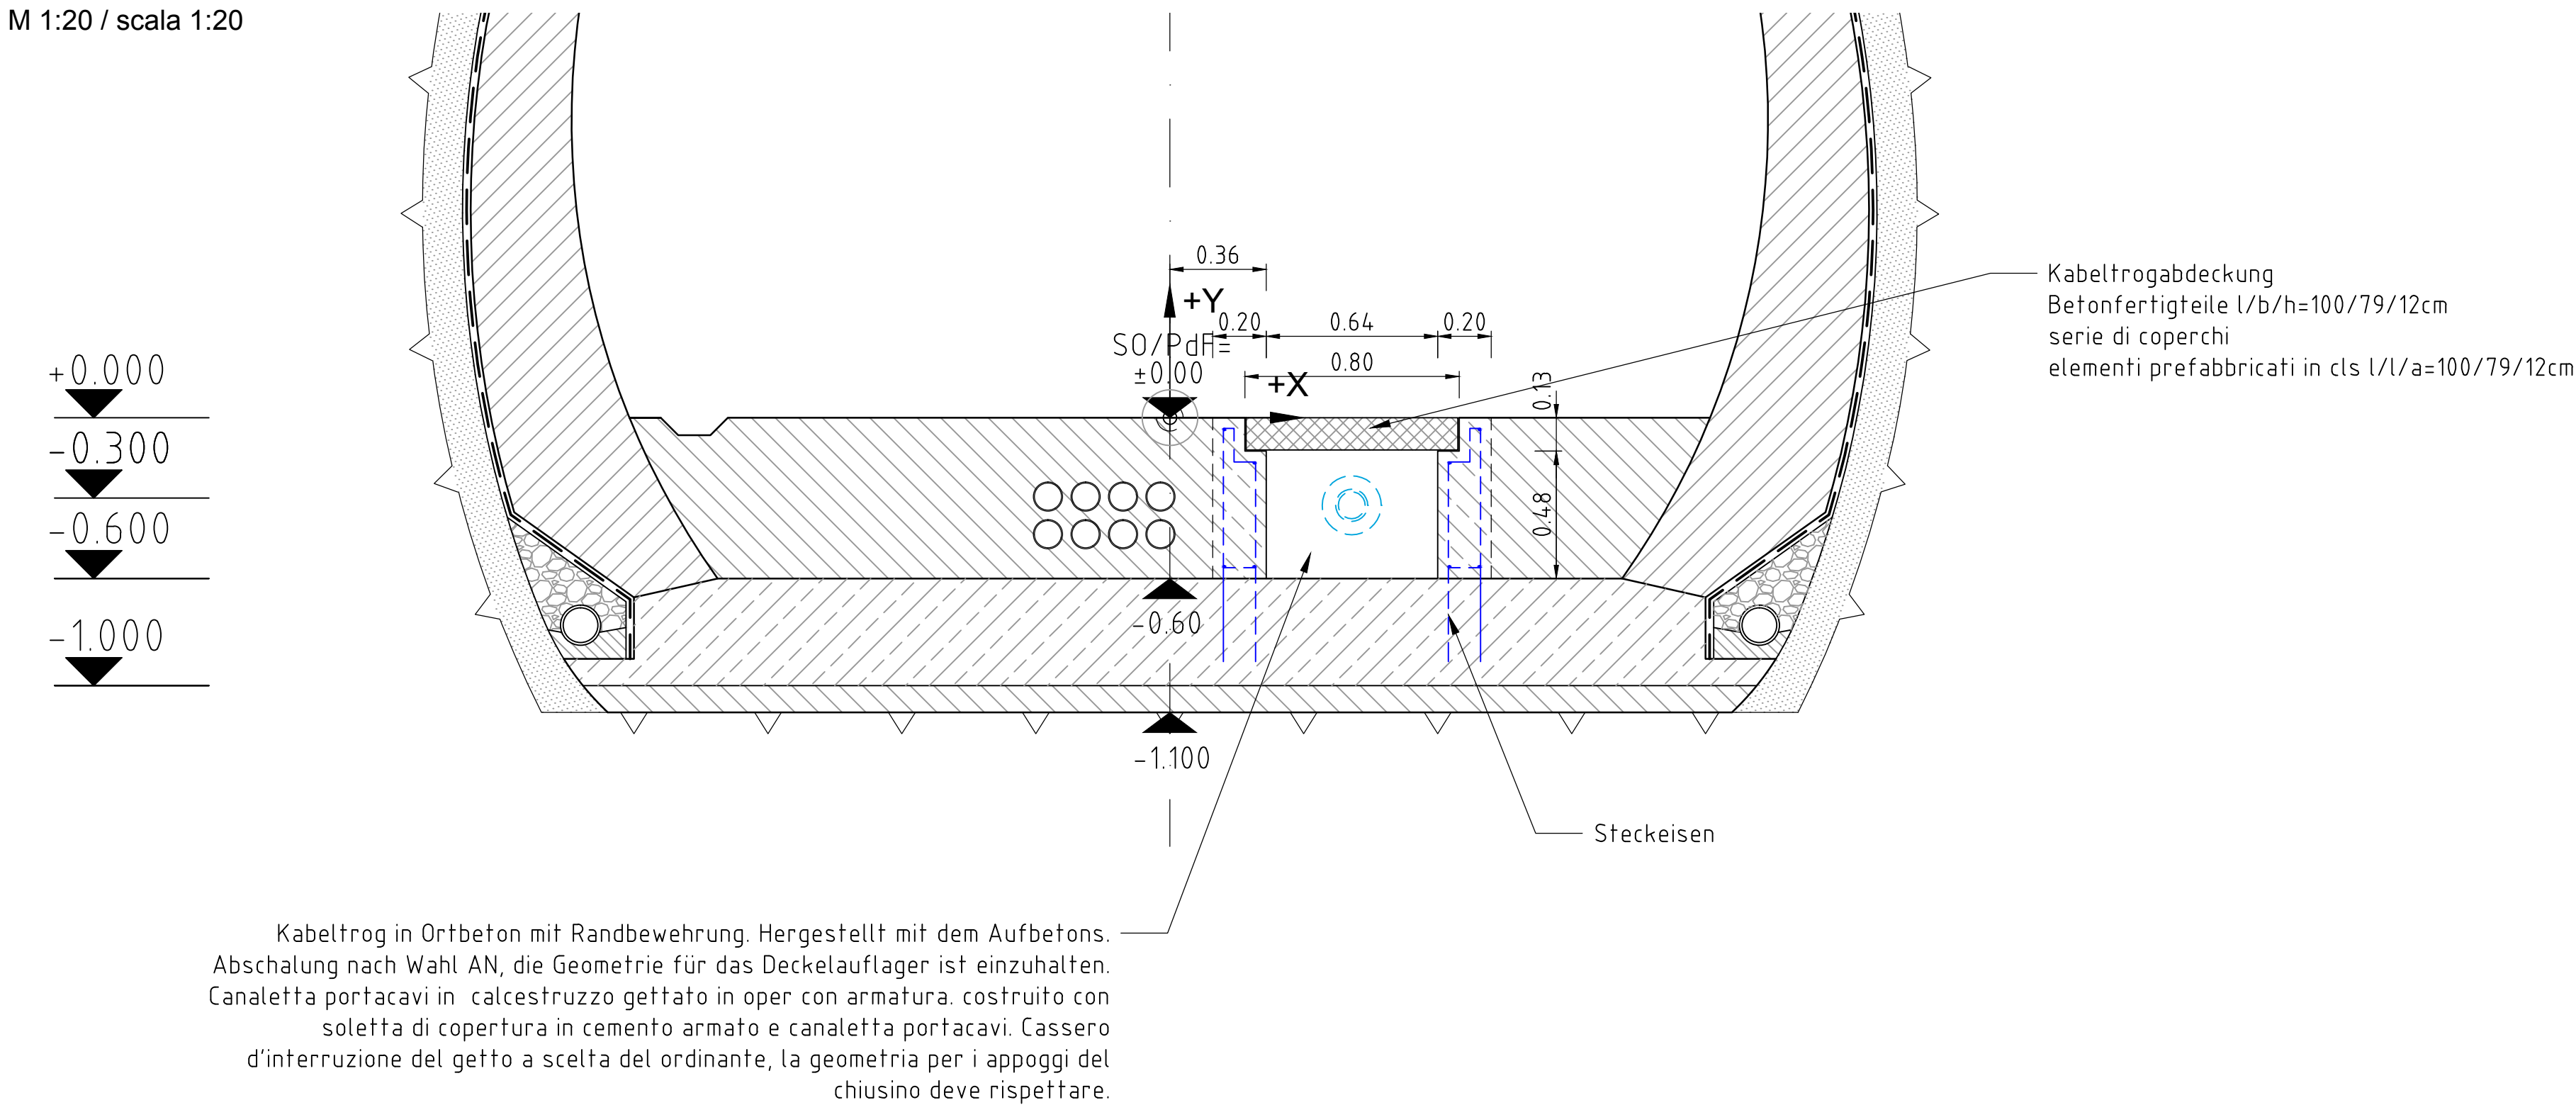 M 1:20 / scala 1:20
0.36
+Y
0.20
0.64
0.20
SO/PdF=
±0.00
0.80
+X
0.13
0.48
Kabeltrogabdeckung
Betonfertigteile l/b/h=100/79/12cm
serie di coperchi
elementi prefabbricati in cls l/l/a=100/79/12cm
+0.000
-0.300
-0.600
-1.000
-0.60
-1.100
Steckeisen
Kabeltrog in Ortbeton mit Randbewehrung. Hergestellt mit dem Aufbetons.
Abschalung nach Wahl AN, die Geometrie für das Deckelauflager ist einzuhalten.
Canaletta portacavi in calcestruzzo gettato in oper con armatura. costruito con
soletta di copertura in cemento armato e canaletta portacavi. Cassero
d'interruzione del getto a scelta del ordinante, la geometria per i appoggi del
chiusino deve rispettare.